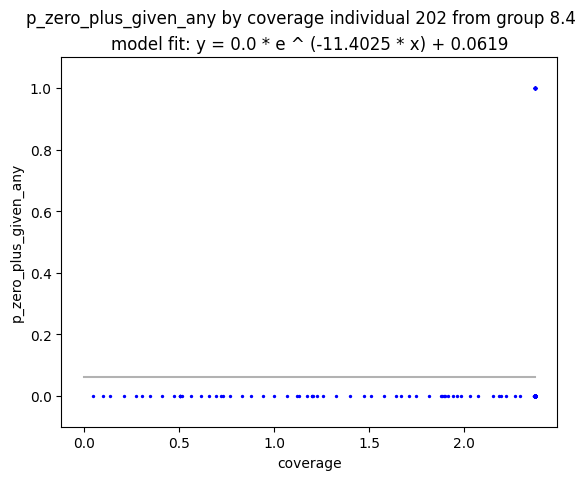 p_zero_plus_given_any by coverage individual 202 from group 8.4
model fit: y = 0.0 * e ^ (-11.4025 * x) + 0.0619
1.0
0.8
0.6
0.4
0.2
0.0
p_zero_plus_given_any
0.0 0.5 1.0 1.5 2.0
coverage